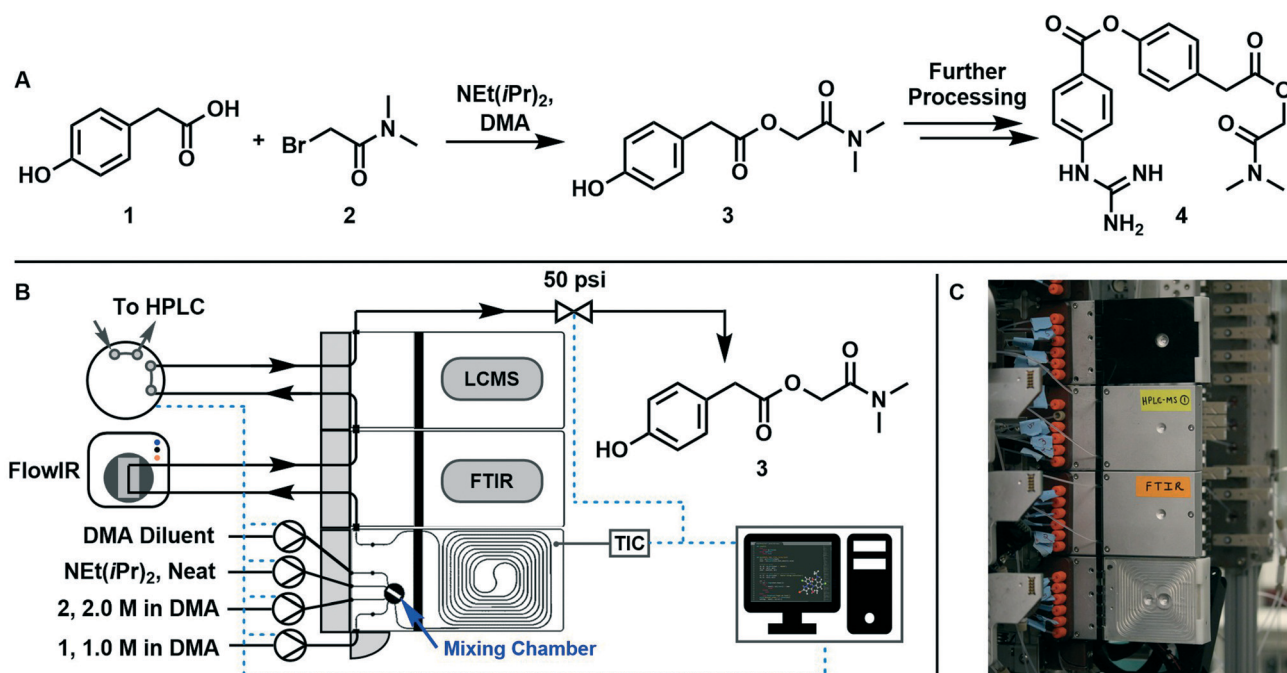 A
OH
O
HO
1
+
Br
N
O
2
NEt(iPr)2,
DMA
O
O
O
N
HO
3
Further
Processing
O
O
O
O
O
N
NH
NH
NH2
4
B
50 psi
To HPLC
LCMS
FlowIR
FTIR
DMA Diluent
NEt(iPr)2, Neat
2, 2.0 M in DMA
1, 1.0 M in DMA
Mixing Chamber
TIC
O
O
O
N
HO
3
C
HPLC-MS ①
FTIR